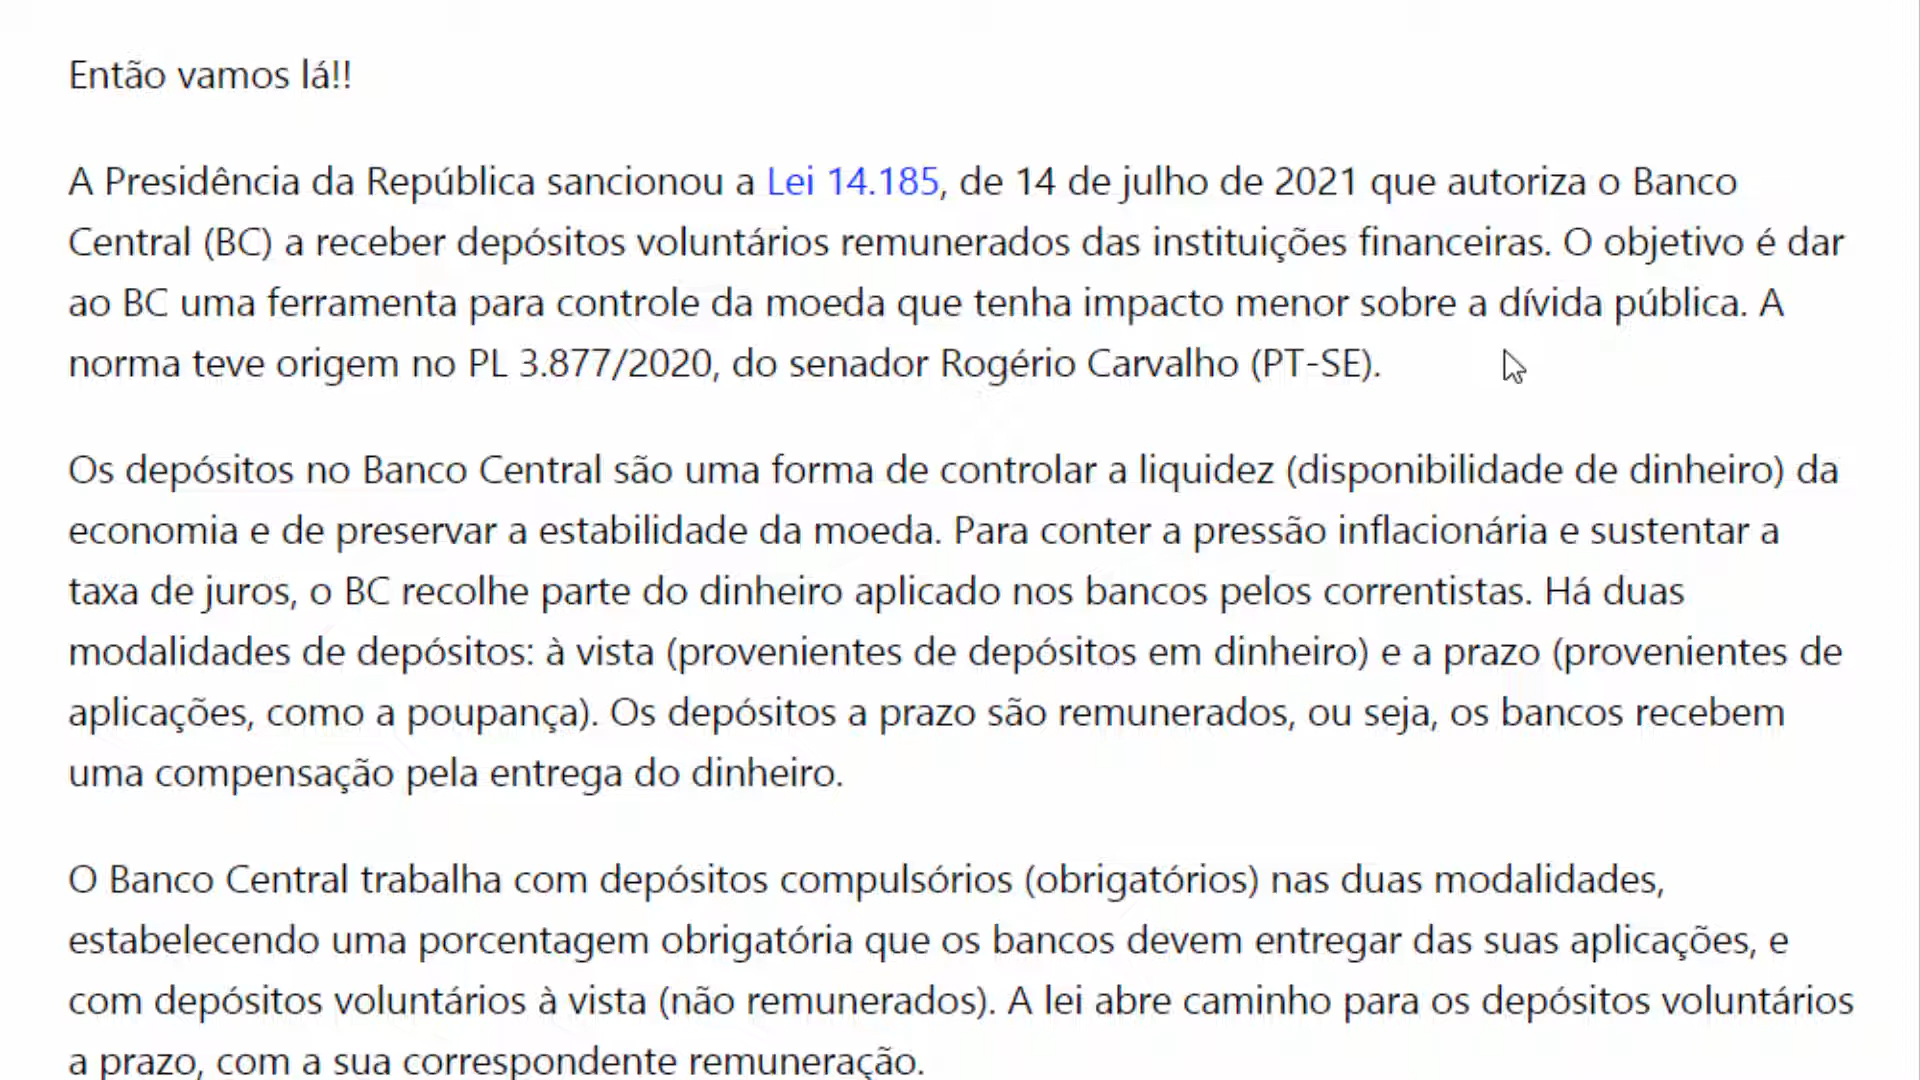 Então vamos lá!!
A Presidência da República sancionou a Lei 14.185, de 14 de julho de 2021 que autoriza o Banco
Central (BC) a receber depósitos voluntários remunerados das instituições financeiras. O objetivo é dar
ao BC uma ferramenta para controle da moeda que tenha impacto menor sobre a dívida pública. A
norma teve origem no PL 3.877/2020, do senador Rogério Carvalho (PT-SE).
Os depósitos no Banco Central são uma forma de controlar a liquidez (disponibilidade de dinheiro) da
economia e de preservar a estabilidade da moeda. Para conter a pressão inflacionária e sustentar a
taxa de juros, o BC recolhe parte do dinheiro aplicado nos bancos pelos correntistas. Há duas
modalidades de depósitos: à vista (provenientes de depósitos em dinheiro) e a prazo (provenientes de
aplicações, como a poupança). Os depósitos a prazo são remunerados, ou seja, os bancos recebem
uma compensação pela entrega do dinheiro.
O Banco Central trabalha com depósitos compulsórios (obrigatórios) nas duas modalidades,
estabelecendo uma porcentagem obrigatória que os bancos devem entregar das suas aplicações, e
com depósitos voluntários à vista (não remunerados). A lei abre caminho para os depósitos voluntários
a prazo, com a sua correspondente remuneração.